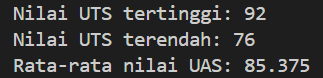 Nilai UTS tertinggi: 92
Nilai UTS terendah: 76
Rata-rata nilai UAS: 85.375